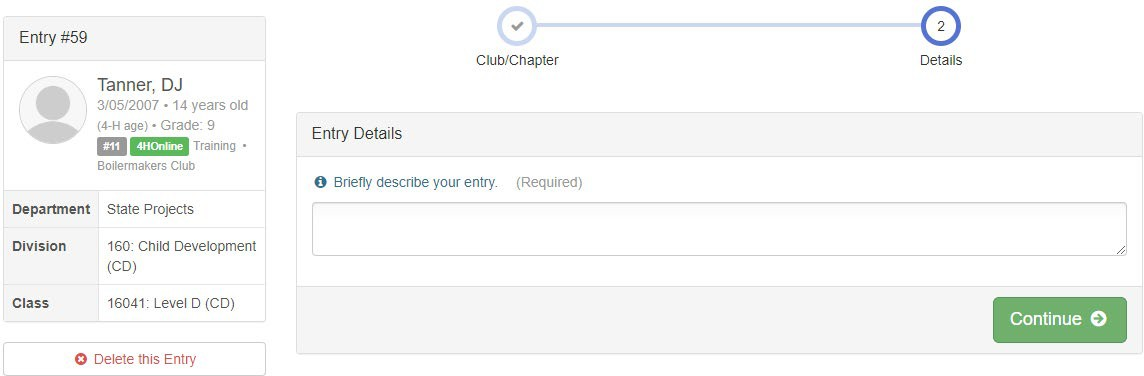 Entry #59
Tanner, DJ
3/05/2007 • 14 years old
(4-H age) • Grade: 9
#11 4HOnline Training •
Boilermakers Club
Department State Projects
Division 160: Child Development
(CD)
Class 16041: Level D (CD)
Delete this Entry
2
Club/Chapter Details
Entry Details
Briefly describe your entry. (Required)
Continue